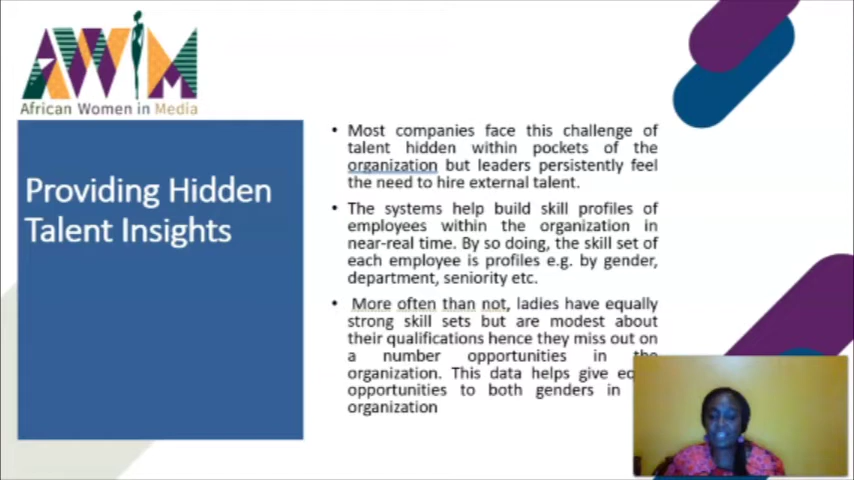 AWiM
African Women in Media
Providing Hidden
Talent Insights
• Most companies face this challenge of
talent hidden within pockets of the
organization but leaders persistently feel
the need to hire external talent.
• The systems help build skill profiles of
employees within the organization in
near-real time. By so doing, the skill set of
each employee is profiles e.g. by gender,
department, seniority etc.
• More often than not, ladies have equally
strong skill sets but are modest about
their qualifications hence they miss out on
a number opportunities in the
organization. This data helps give
opportunities to both genders in
organization